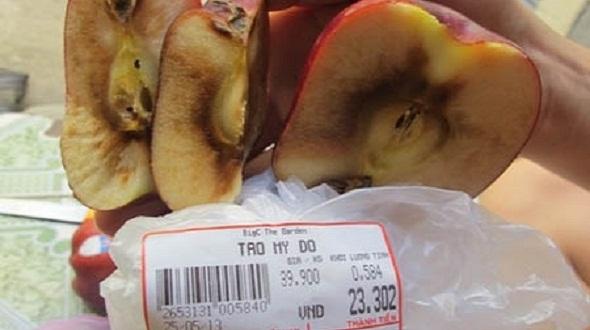 BigC The Garden
TAO MY DO
GIA / KG KHOI LUONG TINH
39.900 0.584
2653131 005840
VND 23.302
25.05.13 THANH TIEN